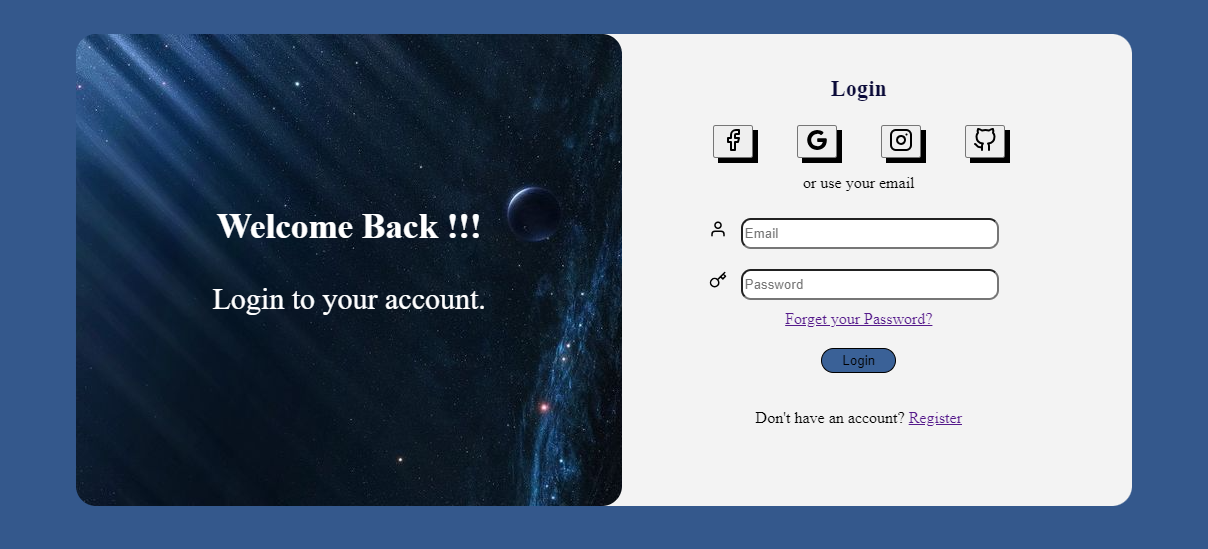 Welcome Back !!!
Login to your account.
Login
or use your email
Email
Password
Forget your Password?
Login
Don't have an account? Register